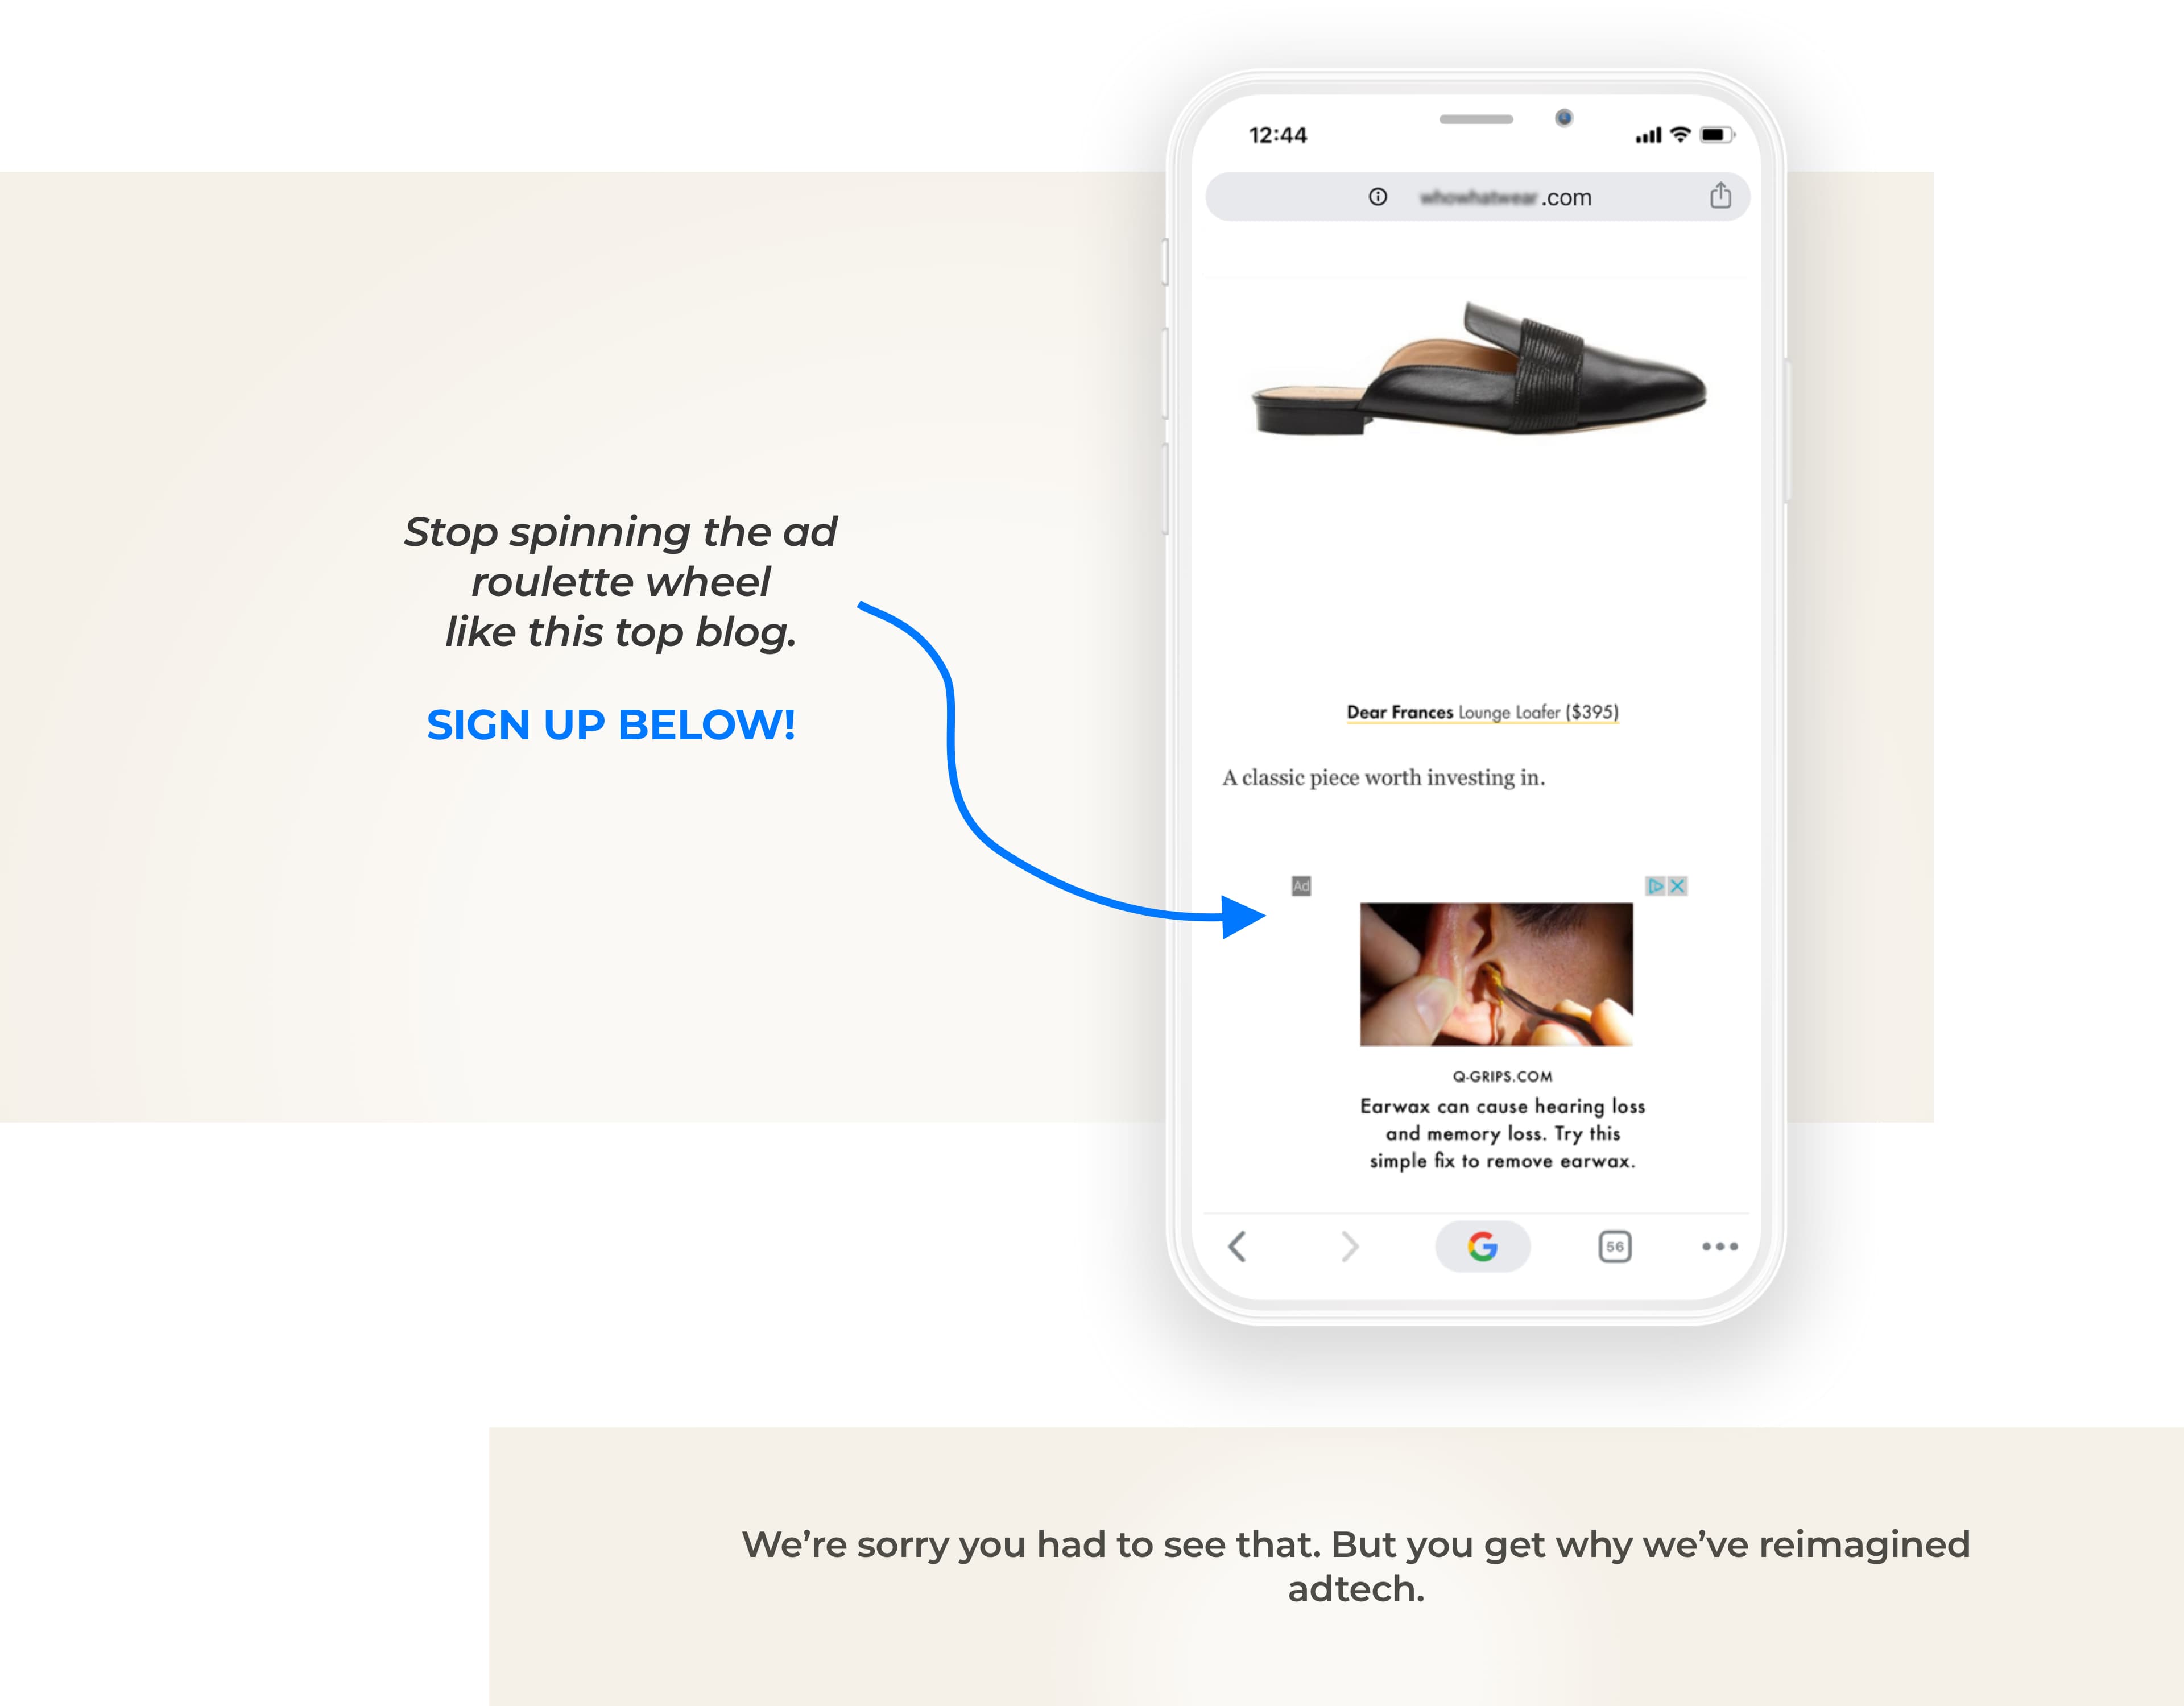 12:44
whowhatwear.com
Stop spinning the ad
roulette wheel
like this top blog.
SIGN UP BELOW!
Dear Frances Lounge Loafer ($395)
A classic piece worth investing in.
Ad
Q-GRIPS.COM
Earwax can cause hearing loss
and memory loss. Try this
simple fix to remove earwax.
56
We’re sorry you had to see that. But you get why we’ve reimagined
adtech.